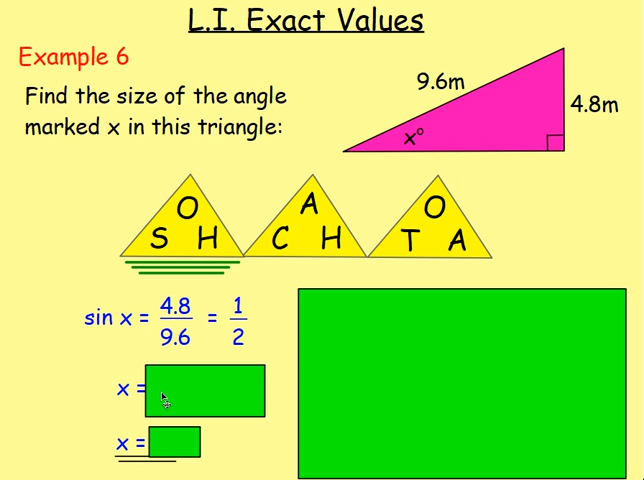 L.I. Exact Values
Example 6
Find the size of the angle
marked x in this triangle:
9.6m
4.8m
x°
O
S H
A
C H
O
T A
sin x = 4.8/9.6 = 1/2
x =
x =